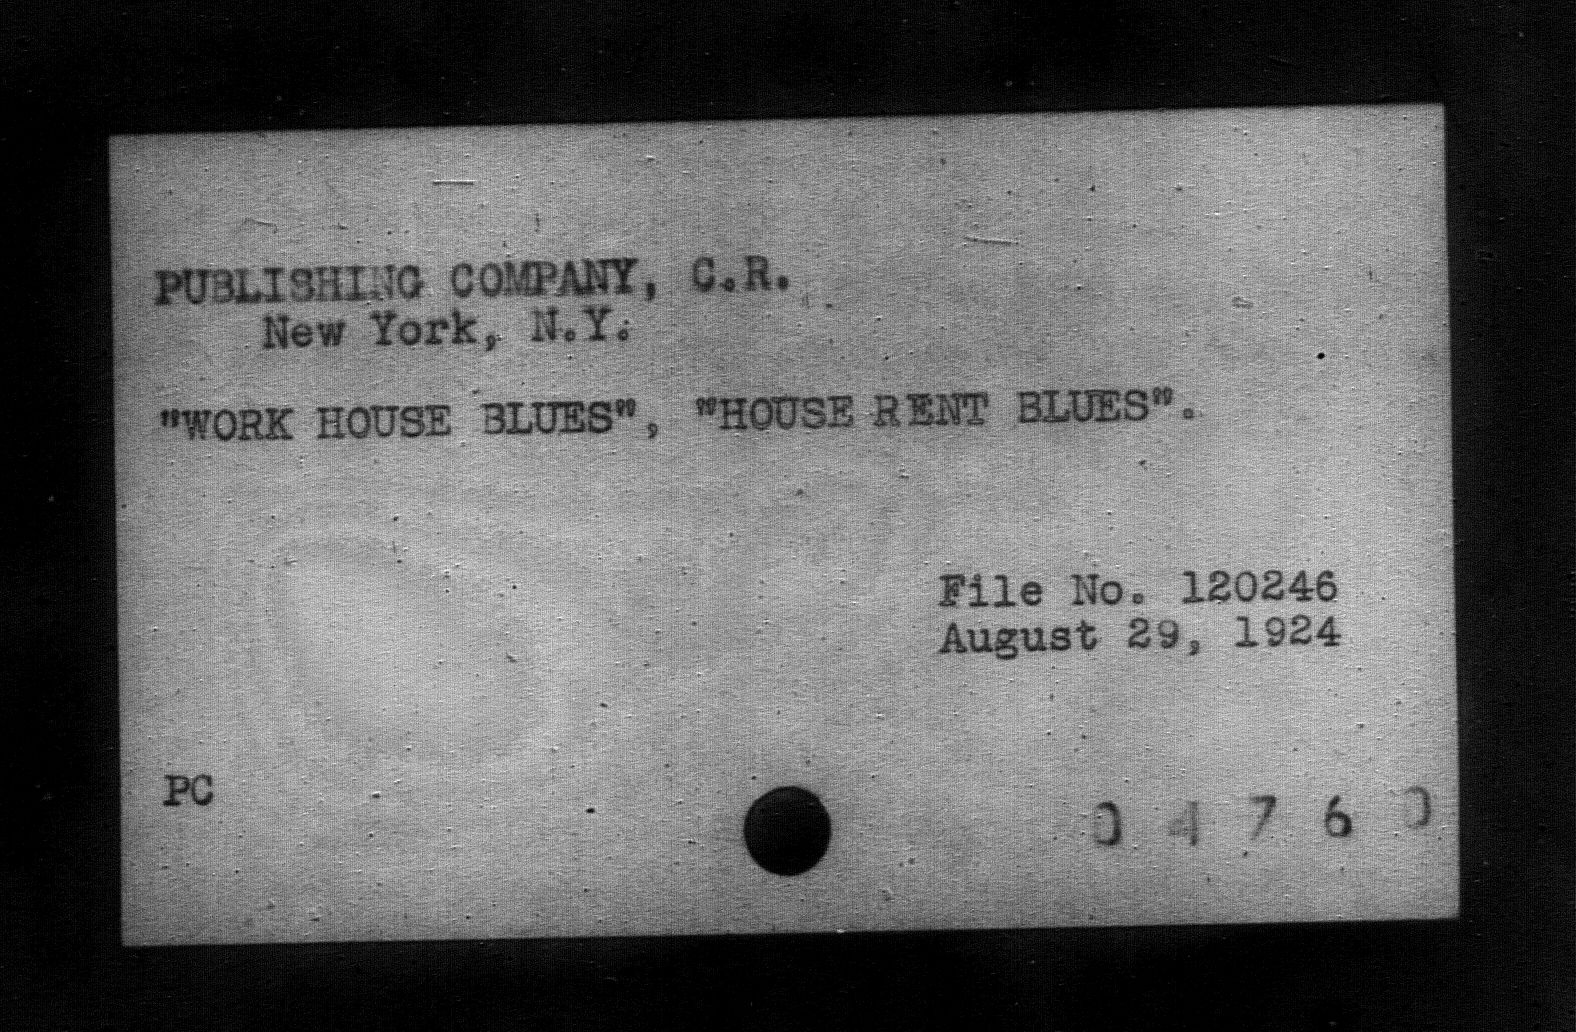 PUBLISHING COMPANY, C.R.
New York, N.Y.
"WORK HOUSE BLUES", "HOUSE RENT BLUES".
File No. 120246
August 29, 1924
PC
0 4 7 6 0